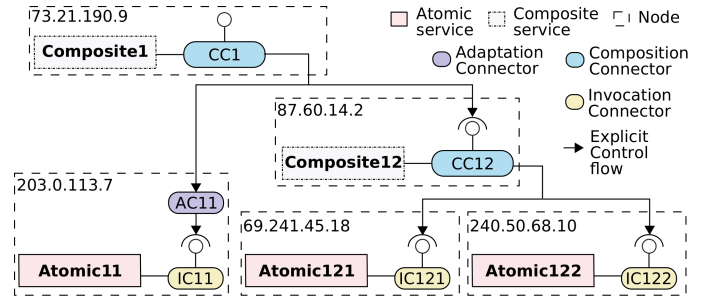 73.21.190.9
Composite1
CC1
Atomic
service
Composite
service
Node
Adaptation
Connector
Composition
Connector
Invocation
Connector
Explicit
Control
flow
87.60.14.2
Composite12
CC12
203.0.113.7
AC11
Atomic11
IC11
69.241.45.18
Atomic121
IC121
240.50.68.10
Atomic122
IC122